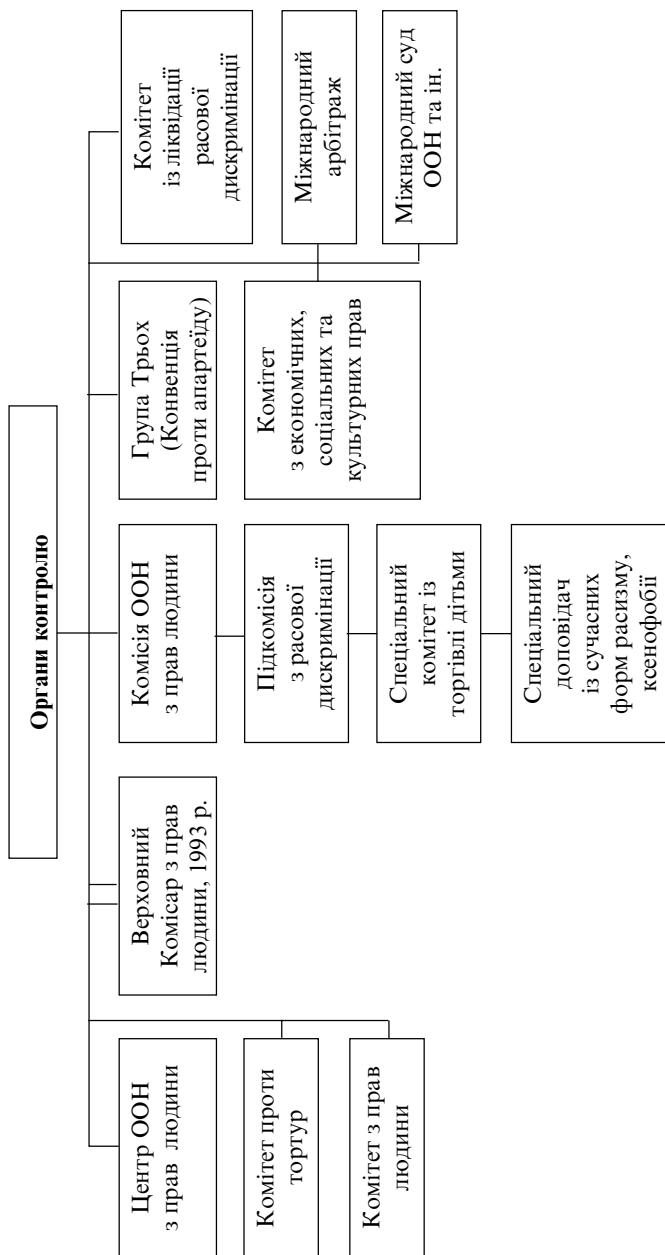 Органи контролю
Центр ООН
з прав людини
Верховний
Комісар з прав
людини, 1993 р.
Комісія ООН
з прав людини
Група Трьох
(Конвенція
проти апартеїду)
Комітет
із ліквідації
расової
дискримінації
Комітет проти
тортур
Підкомісія
з расової
дискримінації
Комітет
з економічних,
соціальних та
культурних прав
Міжнародний
арбітраж
Комітет з прав
людини
Спеціальний
комітет із
торгівлі дітьми
Міжнародний суд
ООН та ін.
Спеціальний
доповідач
із сучасних
форм расизму,
ксенофобії